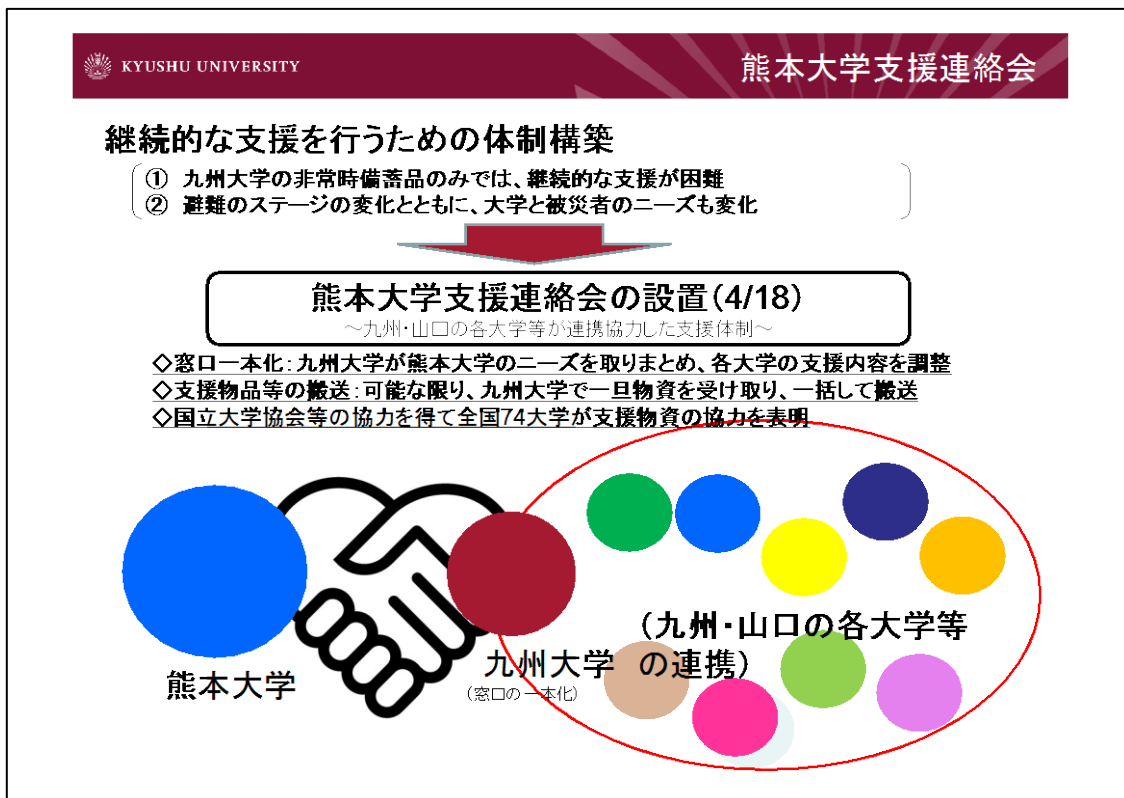 KYUSHU UNIVERSITY
熊本大学支援連絡会
継続的な支援を行うための体制構築
① 九州大学の非常時備蓄品のみでは、継続的な支援が困難
② 避難のステージの変化とともに、大学と被災者のニーズも変化
熊本大学支援連絡会の設置(4/18)
～九州・山口の各大学等が連携協力した支援体制～
◇窓口一本化:九州大学が熊本大学のニーズを取りまとめ、各大学の支援内容を調整
◇支援物品等の搬送:可能な限り、九州大学で一旦物資を受け取り、一括して搬送
◇国立大学協会等の協力を得て全国74大学が支援物資の協力を表明
熊本大学
九州大学
(窓口の一本化)
(九州・山口の各大学等
の連携)